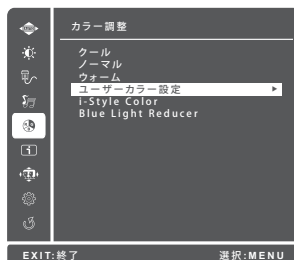 カラー調整
クール
ノーマル
ウォーム
ユーザーカラー設定
i-Style Color
Blue Light Reducer
EXIT:終了
選択:MENU